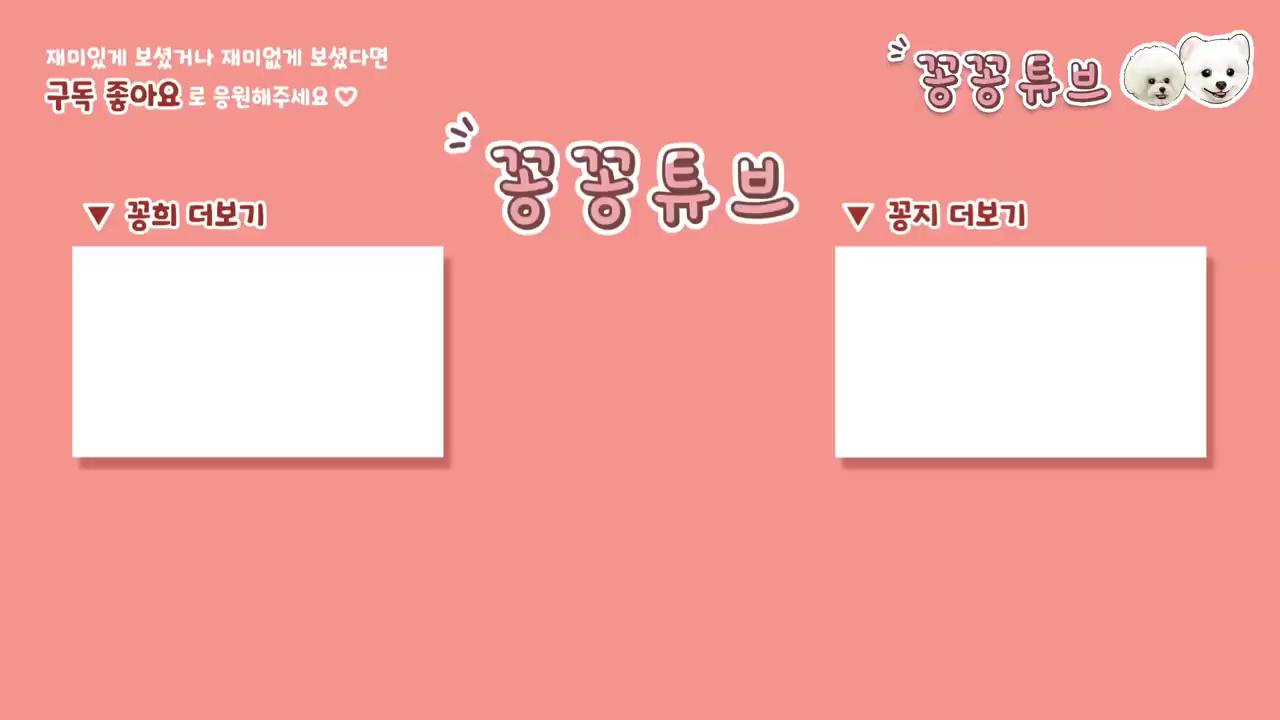 재미있게 보셨거나 재미없게 보셨다면
구독 좋아요 로 응원해주세요 ♡
꽁꽁튜브
꽁꽁튜브
▼ 꽁희 더보기
▼ 꽁지 더보기